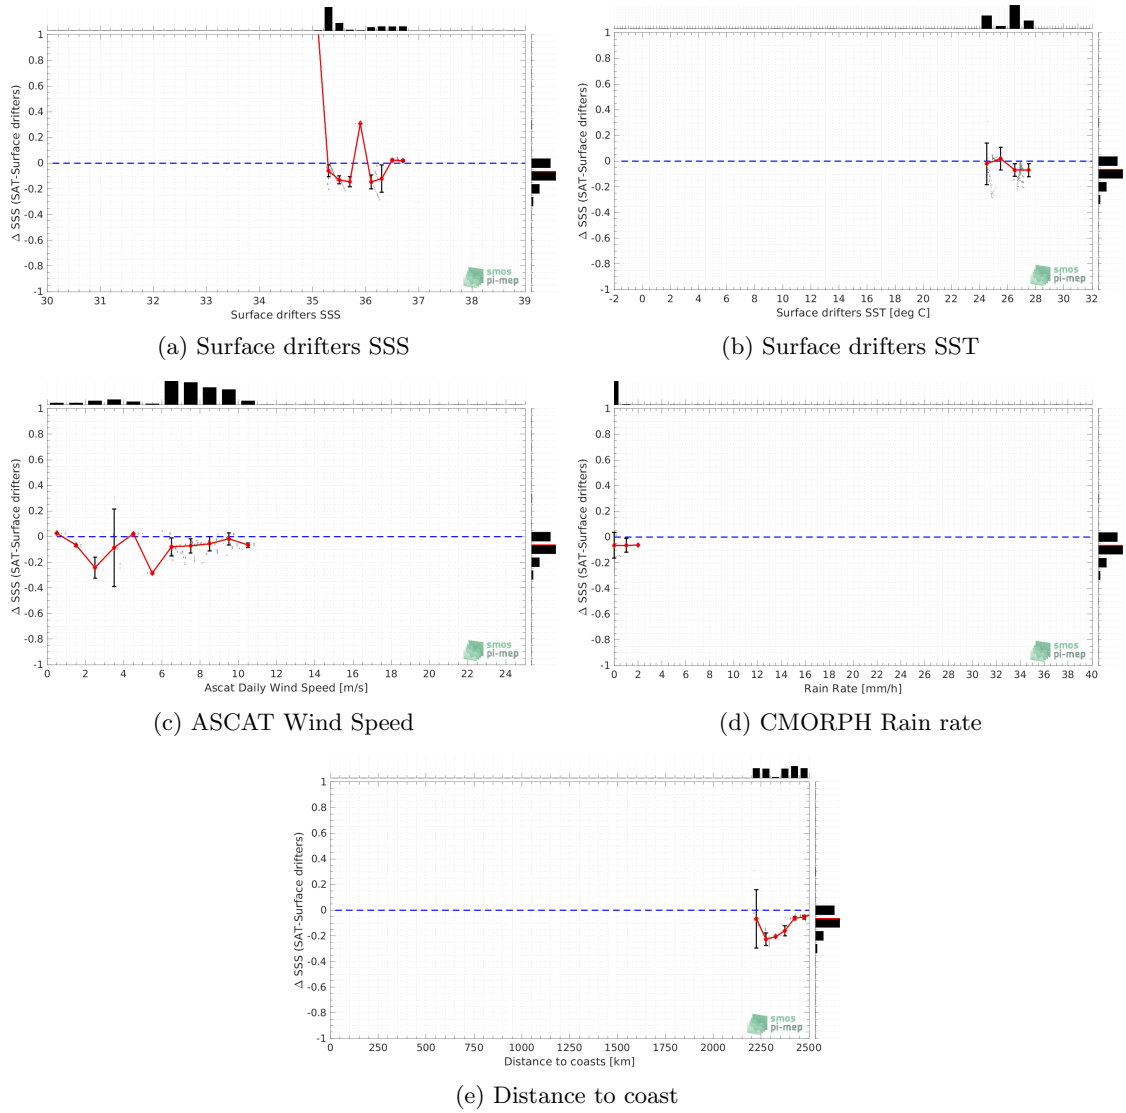 1
0.8
0.6
0.4
0.2
0
-0.2
-0.4
-0.6
-0.8
-1
Δ SSS (SAT-Surface drifters)
30 31 32 33 34 35 36 37 38 39
Surface drifters SSS
smos
pi-mep
(a) Surface drifters SSS
1
0.8
0.6
0.4
0.2
0
-0.2
-0.4
-0.6
-0.8
-1
Δ SSS (SAT-Surface drifters)
-2 0 2 4 6 8 10 12 14 16 18 20 22 24 26 28 30 32
Surface drifters SST [deg C]
smos
pi-mep
(b) Surface drifters SST
1
0.8
0.6
0.4
0.2
0
-0.2
-0.4
-0.6
-0.8
-1
Δ SSS (SAT-Surface drifters)
0 2 4 6 8 10 12 14 16 18 20 22 24
Ascat Daily Wind Speed [m/s]
smos
pi-mep
(c) ASCAT Wind Speed
1
0.8
0.6
0.4
0.2
0
-0.2
-0.4
-0.6
-0.8
-1
Δ SSS (SAT-Surface drifters)
0 2 4 6 8 10 12 14 16 18 20 22 24 26 28 30 32 34 36 38 40
Rain Rate [mm/h]
smos
pi-mep
(d) CMORPH Rain rate
1
0.8
0.6
0.4
0.2
0
-0.2
-0.4
-0.6
-0.8
-1
Δ SSS (SAT-Surface drifters)
0 250 500 750 1000 1250 1500 1750 2000 2250 2500
Distance to coasts [km]
smos
pi-mep
(e) Distance to coast